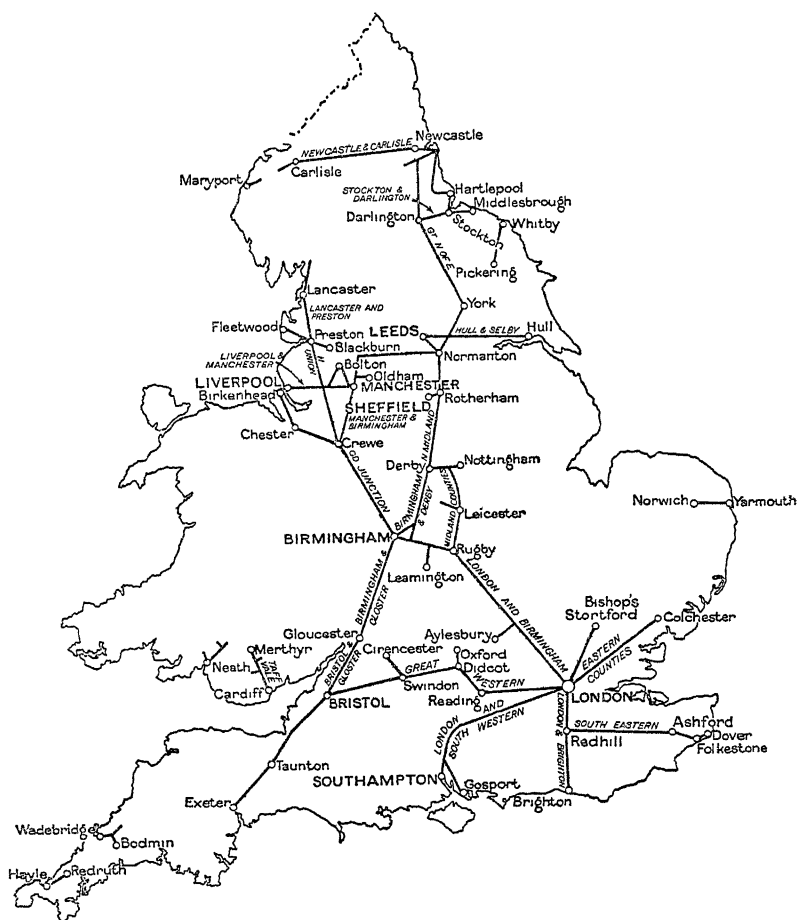 NEWCASTLE & CARLISLE
Newcastle
Carlisle
Maryport
STOCKTON &
DARLINGTON
Hartlepool
Middlesbrough
Darlington
Stockton
Whitby
GT N OF E
Pickering
Lancaster
York
LANCASTER AND
PRESTON
Fleetwood
Preston
LEEDS
HULL & SELBY
Hull
Blackburn
N UNION
Normanton
LIVERPOOL &
MANCHESTER
Bolton
Oldham
LIVERPOOL
MANCHESTER
Birkenhead
SHEFFIELD
Rotherham
MANCHESTER &
BIRMINGHAM
Chester
Crewe
N MIDLAND
GD JUNCTION
Derby
Nottingham
BIRMINGHAM
& DERBY
MIDLAND COUNTIES
Leicester
Norwich
Yarmouth
BIRMINGHAM
Rugby
Leamington
BIRMINGHAM &
GLOSTER
LONDON AND BIRMINGHAM
Bishop's
Stortford
Colchester
Gloucester
Aylesbury
Merthyr
Cirencester
Oxford
EASTERN
COUNTIES
Neath
TAFF
VALE
BRISTOL &
GLOSTER
GREAT
Didcot
WESTERN
Cardiff
Swindon
LONDON
BRISTOL
Reading
LONDON AND
SOUTH WESTERN
LONDON &
BRIGHTON
SOUTH EASTERN
Ashford
Redhill
Dover
Folkestone
Taunton
SOUTHAMPTON
Gosport
Brighton
Exeter
Wadebridge
Bodmin
Hayle
Redruth